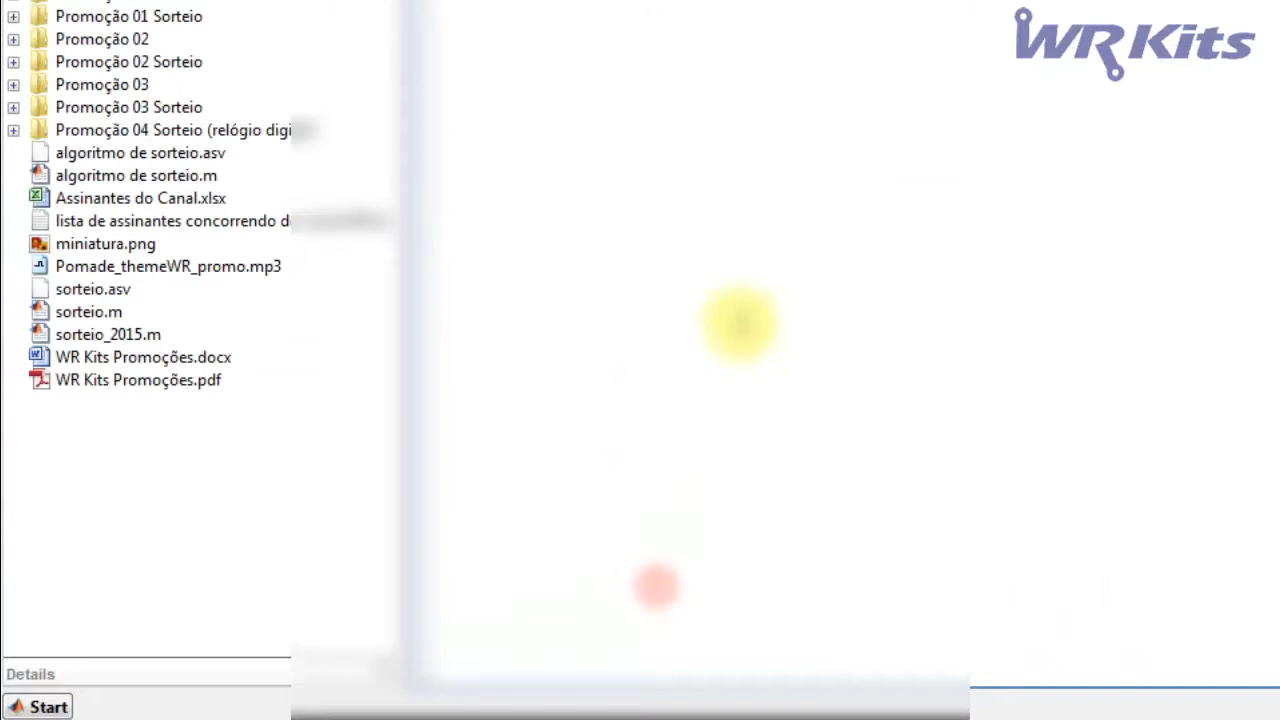 WR Kits
Promoção 01 Sorteio
Promoção 02
Promoção 02 Sorteio
Promoção 03
Promoção 03 Sorteio
Promoção 04 Sorteio (relógio
algoritmo de sorteio.asv
algoritmo de sorteio.m
Assinantes do Canal.xlsx
lista de assinantes concorrendo
miniatura.png
Pomade_themeWR_promo.mp3
sorteio.asv
sorteio.m
sorteio_2015.m
WR Kits Promoções.docx
WR Kits Promoções.pdf
Details
Start